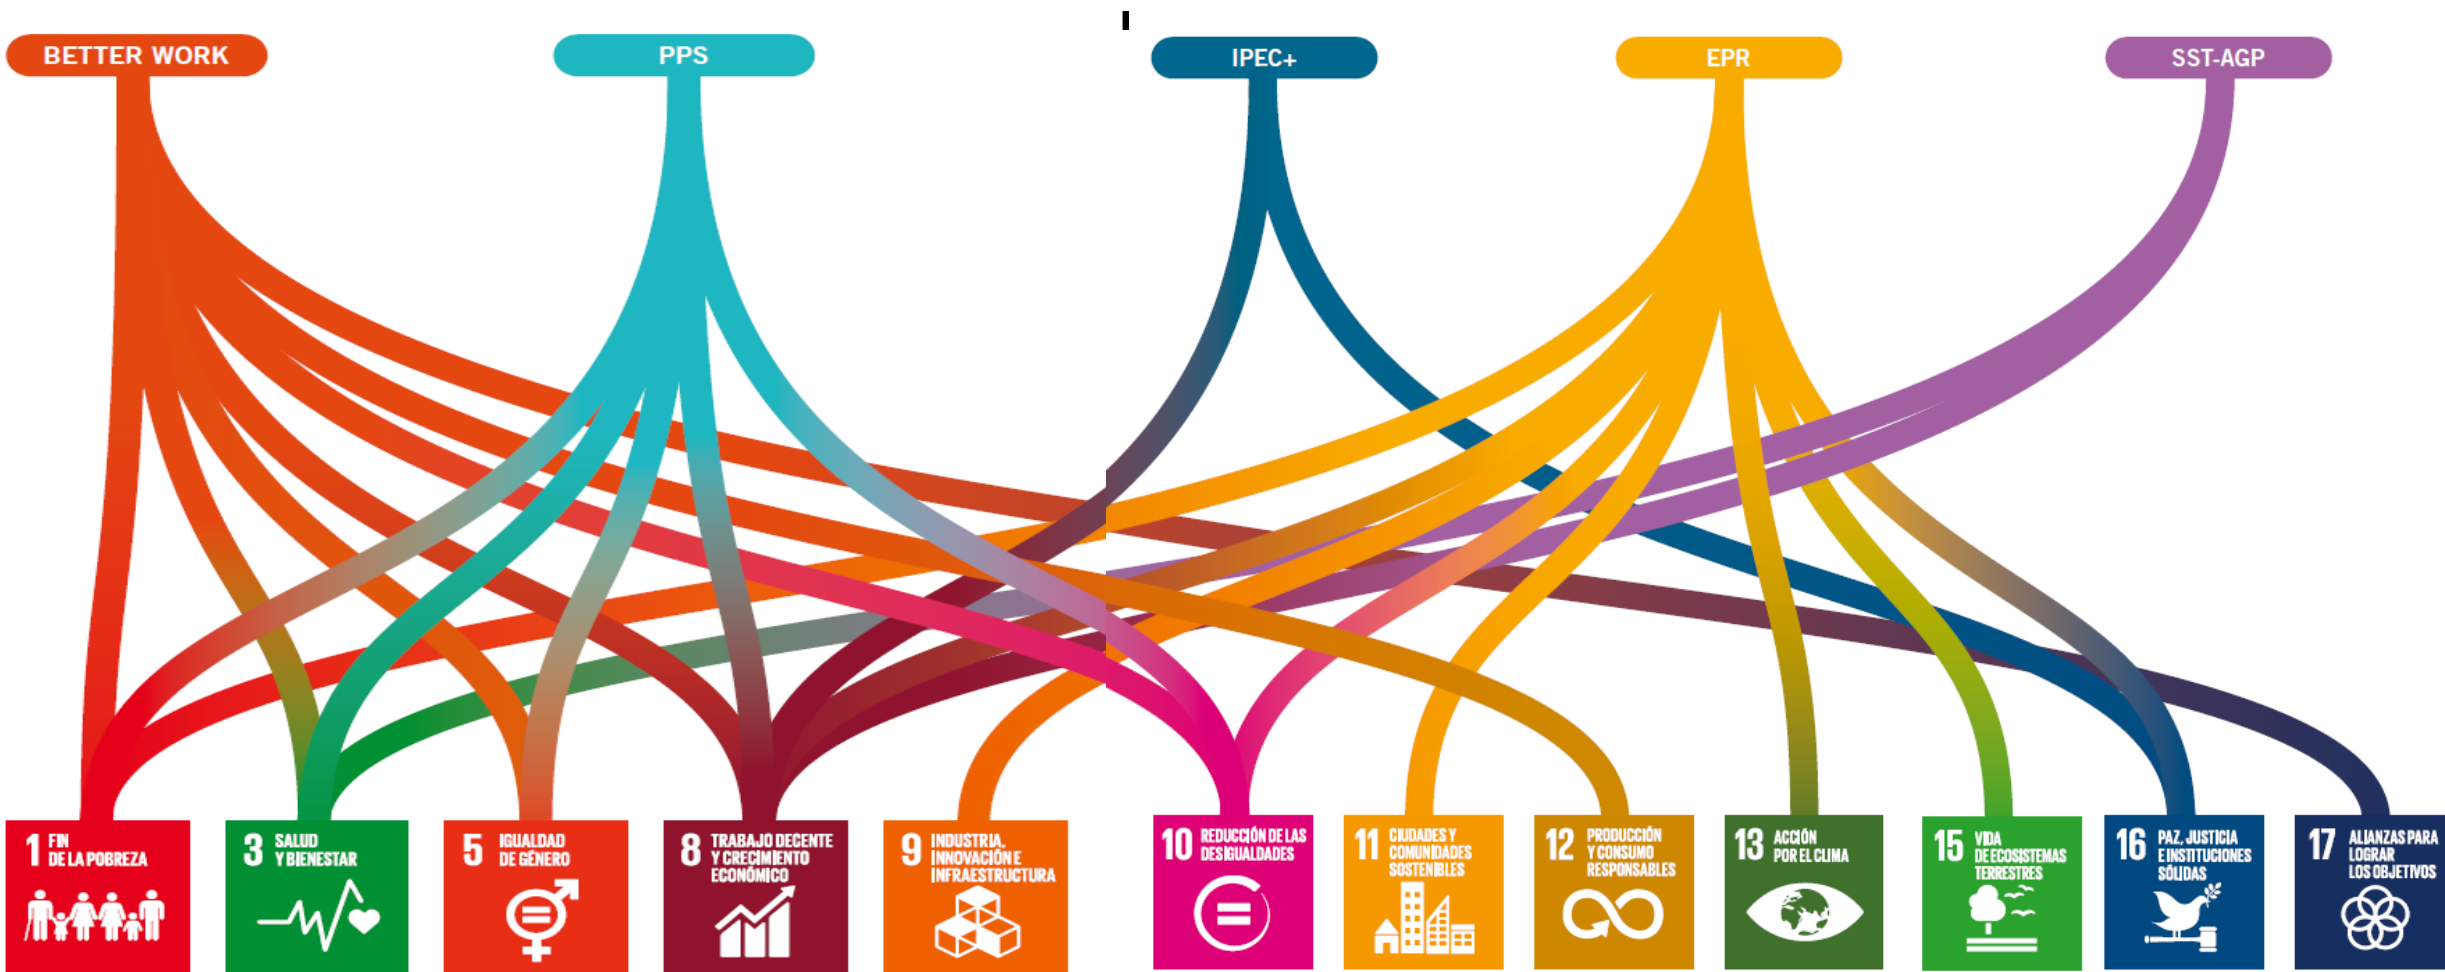 BETTER WORK
PPS
IPEC+
EPR
SST-AGP
1 FIN
DE LA POBREZA
3 SALUD
Y BIENESTAR
5 IGUALDAD
DE GÉNERO
8 TRABAJO DECENTE
Y CRECIMIENTO
ECONÓMICO
9 INDUSTRIA,
INNOVACIÓN E
INFRAESTRUCTURA
10 REDUCCIÓN DE LAS
DESIGUALDADES
11 CIUDADES Y
COMUNIDADES
SOSTENIBLES
12 PRODUCCIÓN
Y CONSUMO
RESPONSABLES
13 ACCIÓN
POR EL CLIMA
15 VIDA
DE ECOSISTEMAS
TERRESTRES
16 PAZ, JUSTICIA
E INSTITUCIONES
SÓLIDAS
17 ALIANZAS PARA
LOGRAR
LOS OBJETIVOS